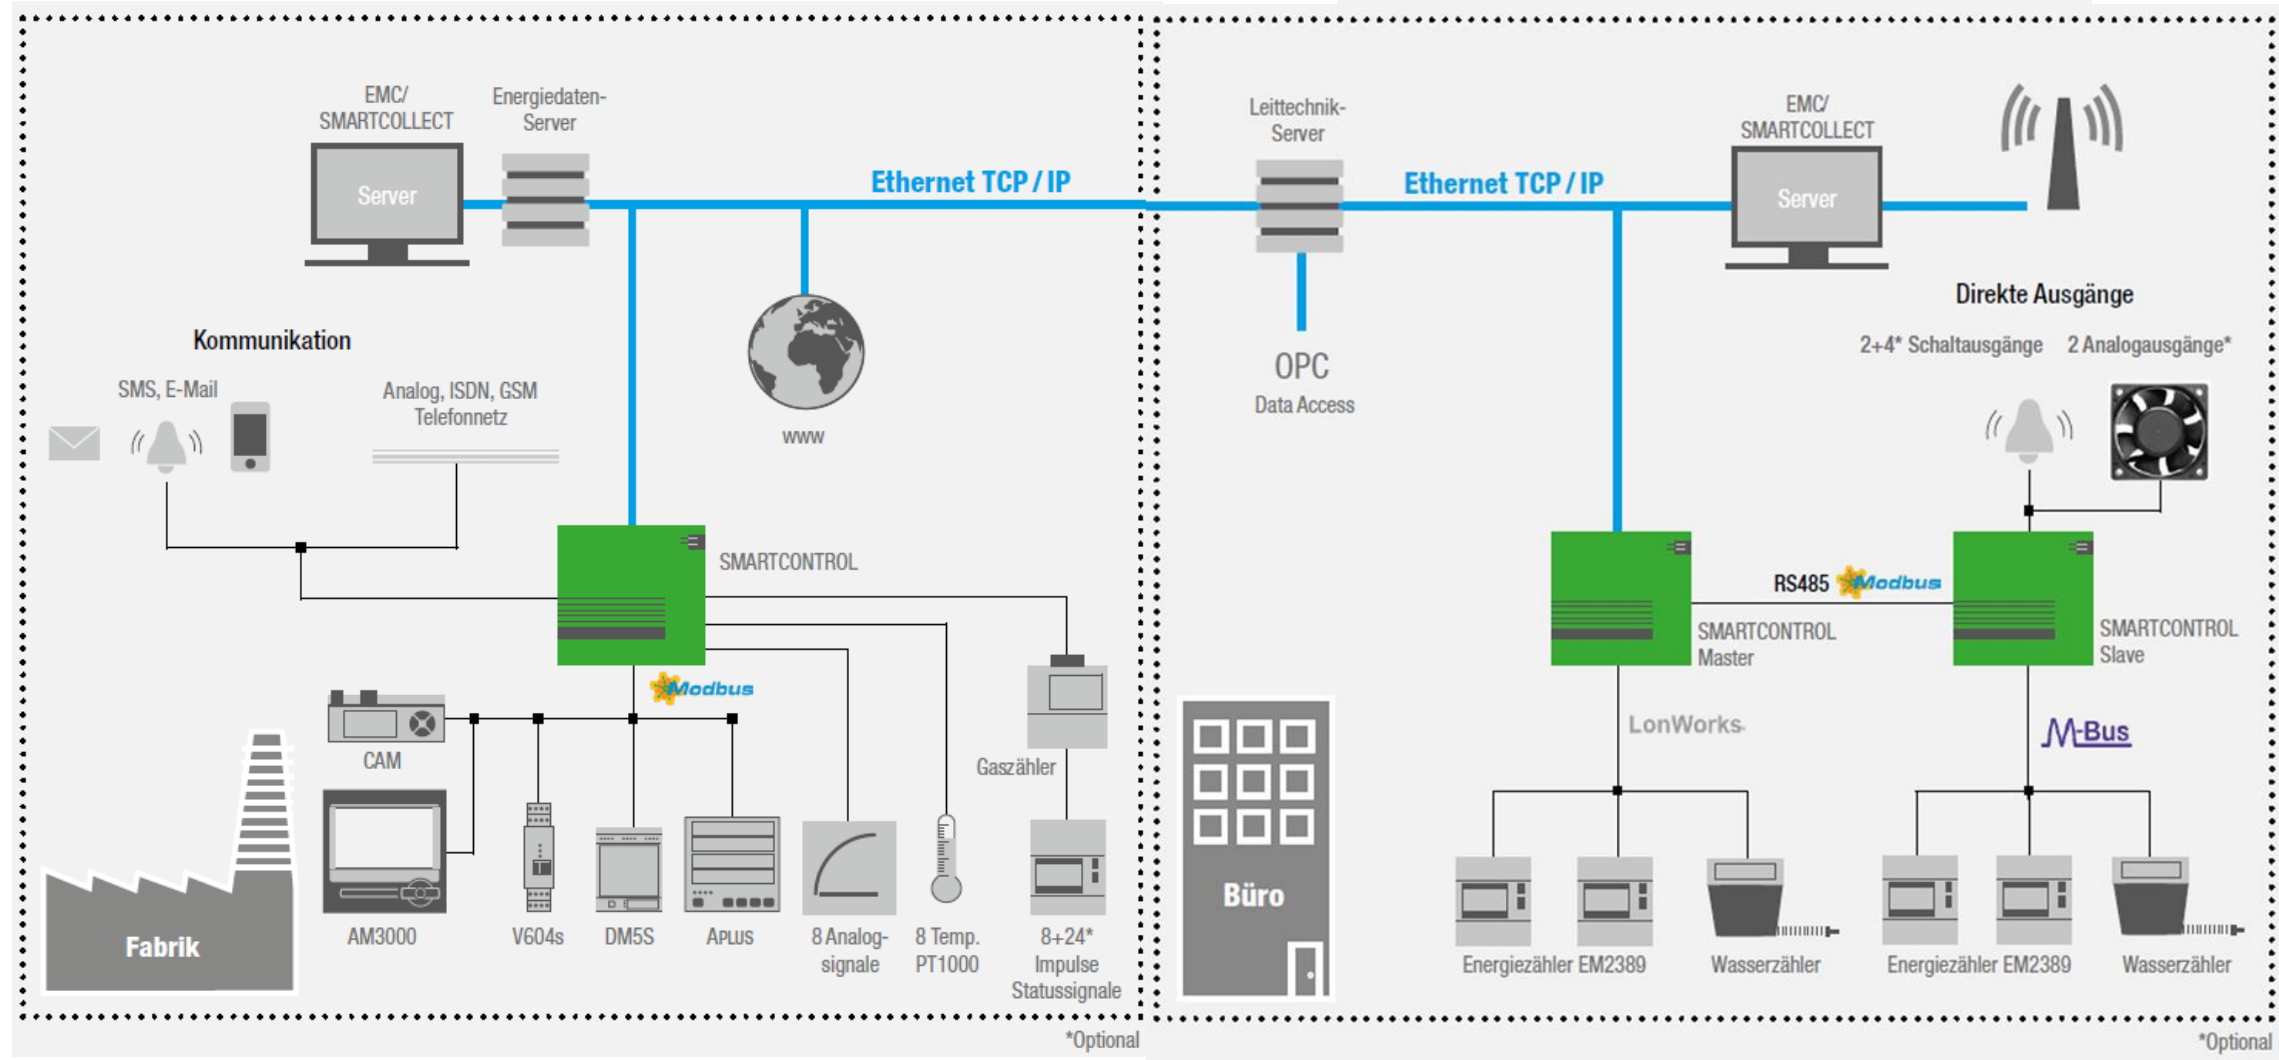 EMC/
SMARTCOLLECT
Server
Energiedaten-
Server
Ethernet TCP / IP
www
Kommunikation
SMS, E-Mail
Analog, ISDN, GSM
Telefonnetz
SMARTCONTROL
Modbus
CAM
AM3000
V604s
DM5S
APLUS
8 Analog-
signale
8 Temp.
PT1000
Gaszähler
8+24*
Impulse
Statussignale
Fabrik
*Optional
Leittechnik-
Server
Ethernet TCP / IP
EMC/
SMARTCOLLECT
Server
OPC
Data Access
Direkte Ausgänge
2+4* Schaltausgänge 2 Analogausgänge*
RS485 Modbus
SMARTCONTROL
Master
SMARTCONTROL
Slave
LonWorks
M-Bus
Büro
Energiezähler EM2389
Wasserzähler
Energiezähler EM2389
Wasserzähler
*Optional